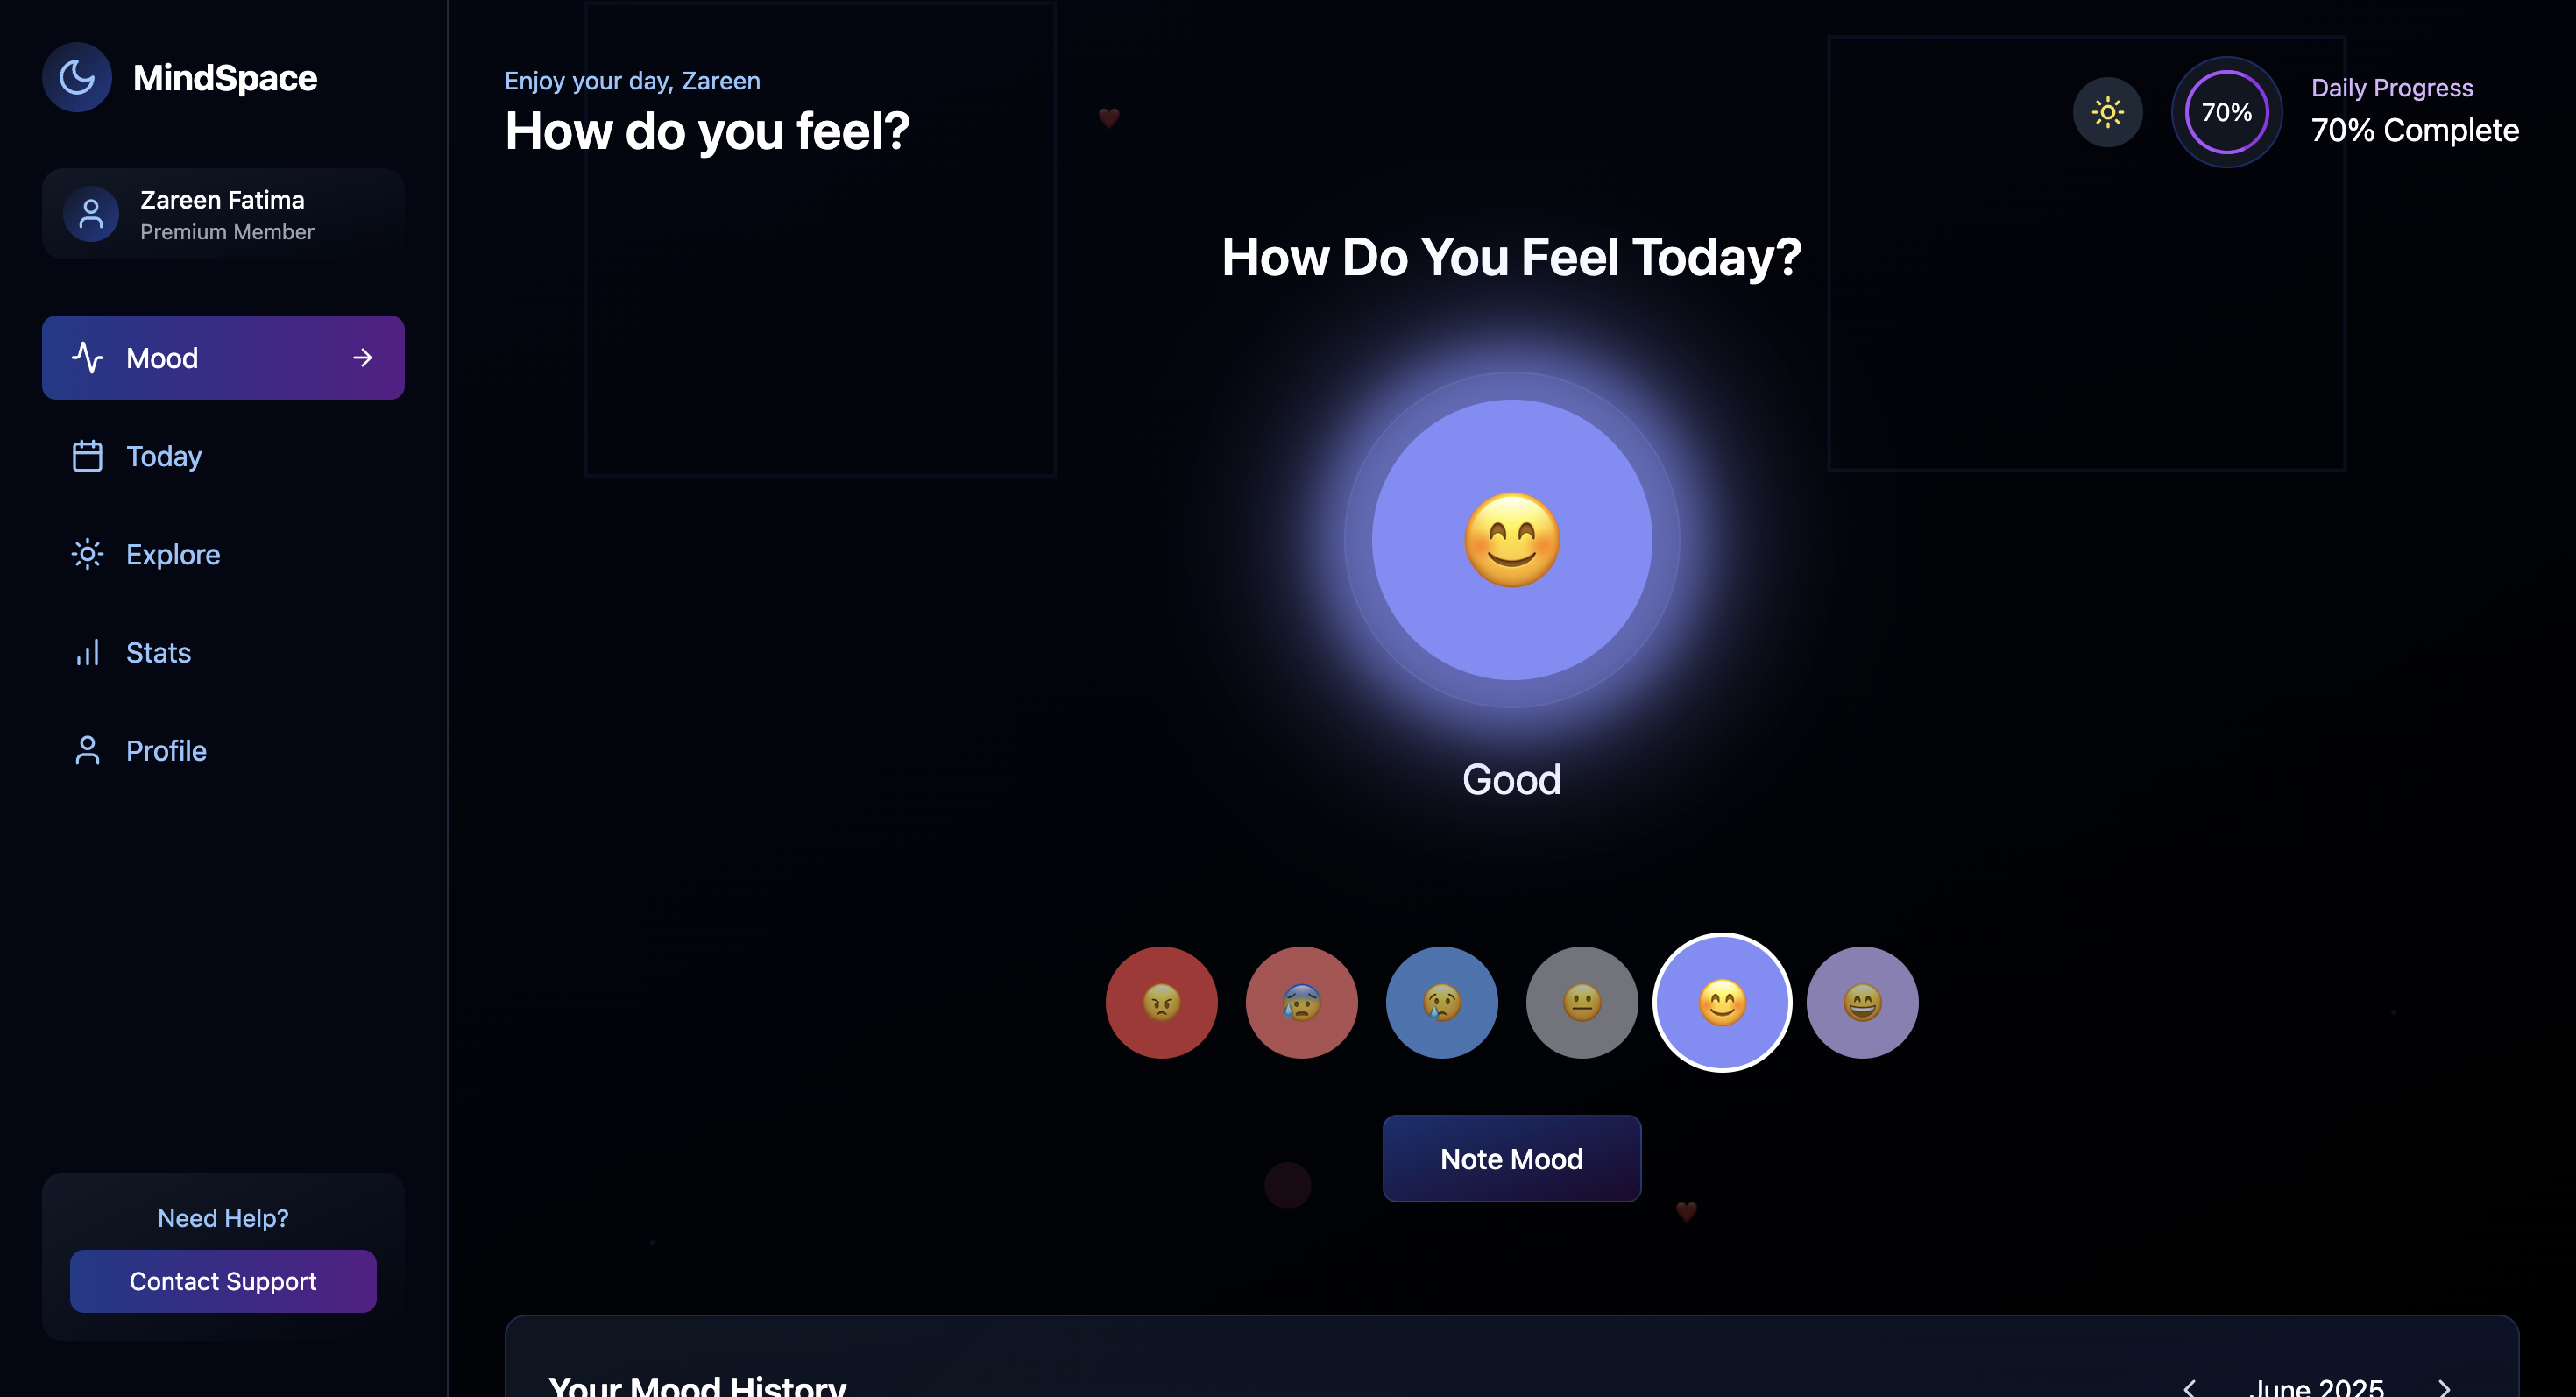 MindSpace
Zareen Fatima
Premium Member
Mood
Today
Explore
Stats
Profile
Need Help?
Contact Support
Enjoy your day, Zareen
How do you feel?
70%
Daily Progress
70% Complete
How Do You Feel Today?
Good
Note Mood
Your Mood History
June 2025